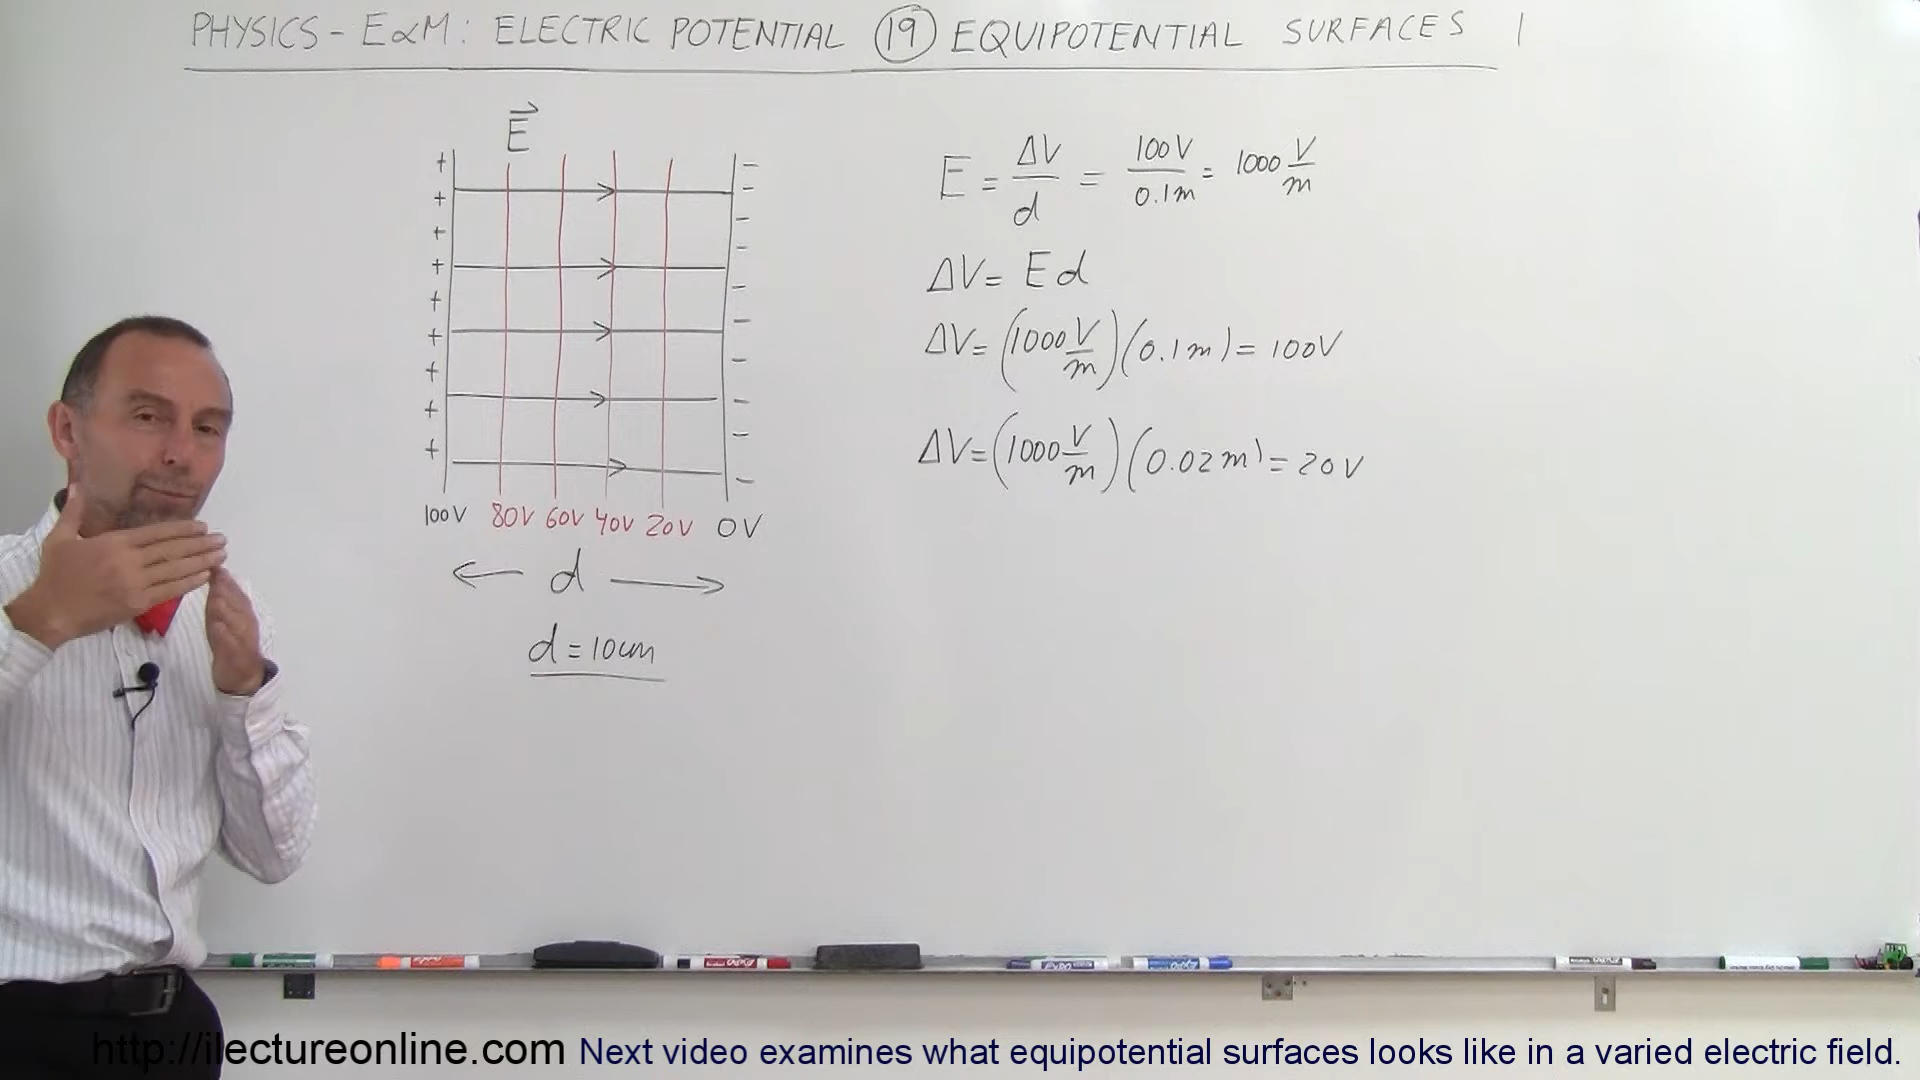 PHYSICS - E&M: ELECTRIC POTENTIAL 19 EQUIPOTENTIAL SURFACES 1
E
100V 80V 60V 40V 20V 0V
d
d = 10cm
E = ΔV/d = 100V/0.1m = 1000 V/m
ΔV = Ed
ΔV = (1000 V/m)(0.1m) = 100V
ΔV = (1000 V/m)(0.02m) = 20V
EXPO
http://ilectureonline.com Next video examines what equipotential surfaces looks like in a varied electric field.